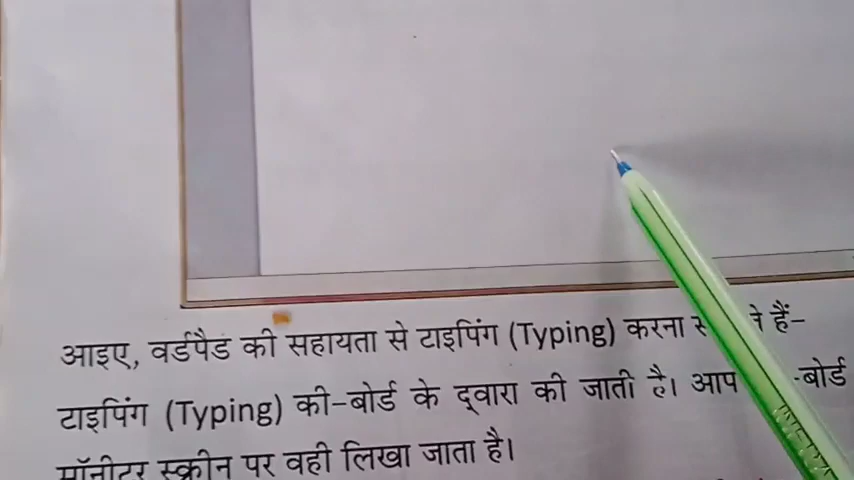 आइए, वर्डपैड की सहायता से टाइपिंग (Typing) करना हैं-
टाइपिंग (Typing) की-बोर्ड के द्वारा की जाती है। आप -बोर्ड
मॉनीटर स्क्रीन पर वही लिखा जाता है।